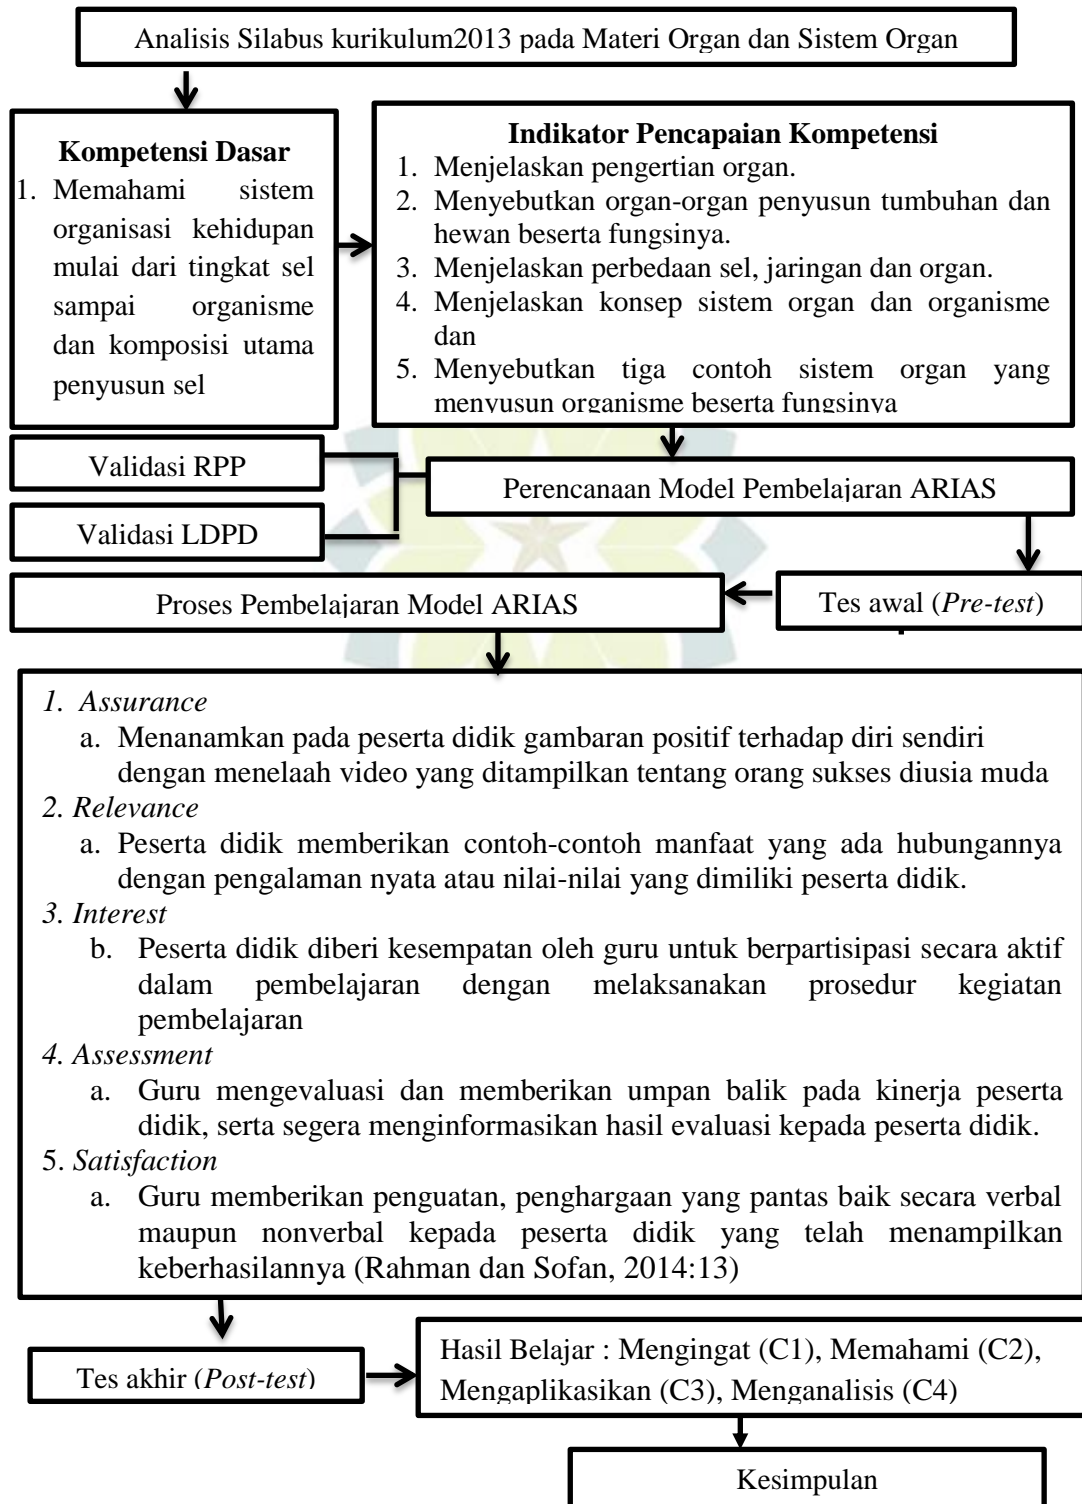 Analisis Silabus kurikulum2013 pada Materi Organ dan Sistem Organ
Kompetensi Dasar
1. Memahami sistem
organisasi kehidupan
mulai dari tingkat sel
sampai organisme
dan komposisi utama
penyusun sel
Indikator Pencapaian Kompetensi
1. Menjelaskan pengertian organ.
2. Menyebutkan organ-organ penyusun tumbuhan dan
hewan beserta fungsinya.
3. Menjelaskan perbedaan sel, jaringan dan organ.
4. Menjelaskan konsep sistem organ dan organisme
dan
5. Menyebutkan tiga contoh sistem organ yang
menyusun organisme beserta fungsinya
Validasi RPP
Perencanaan Model Pembelajaran ARIAS
Validasi LDPD
Proses Pembelajaran Model ARIAS
Tes awal (Pre-test)
1. Assurance
a. Menanamkan pada peserta didik gambaran positif terhadap diri sendiri
dengan menelaah video yang ditampilkan tentang orang sukses diusia muda
2. Relevance
a. Peserta didik memberikan contoh-contoh manfaat yang ada hubungannya
dengan pengalaman nyata atau nilai-nilai yang dimiliki peserta didik.
3. Interest
b. Peserta didik diberi kesempatan oleh guru untuk berpartisipasi secara aktif
dalam pembelajaran dengan melaksanakan prosedur kegiatan
pembelajaran
4. Assessment
a. Guru mengevaluasi dan memberikan umpan balik pada kinerja peserta
didik, serta segera menginformasikan hasil evaluasi kepada peserta didik.
5. Satisfaction
a. Guru memberikan penguatan, penghargaan yang pantas baik secara verbal
maupun nonverbal kepada peserta didik yang telah menampilkan
keberhasilannya (Rahman dan Sofan, 2014:13)
Tes akhir (Post-test)
Hasil Belajar : Mengingat (C1), Memahami (C2),
Mengaplikasikan (C3), Menganalisis (C4)
Kesimpulan